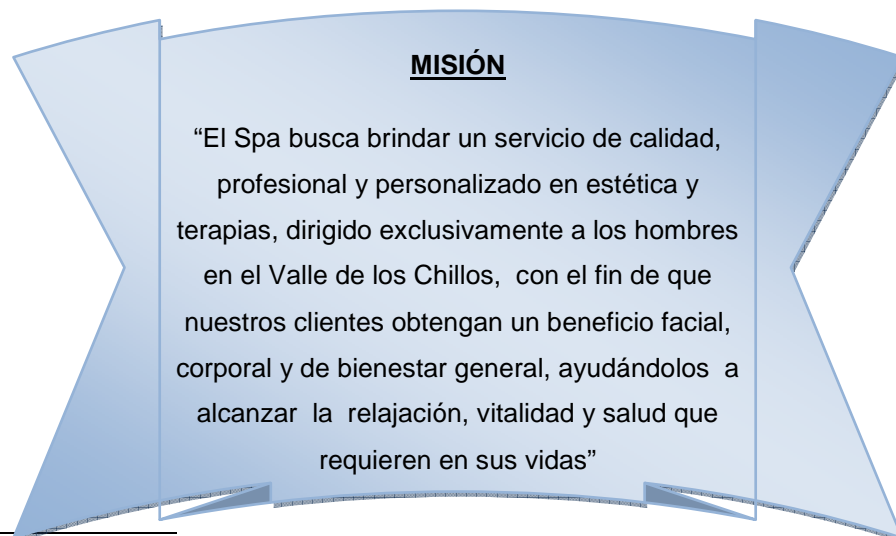 MISIÓN
“El Spa busca brindar un servicio de calidad,
profesional y personalizado en estética y
terapias, dirigido exclusivamente a los hombres
en el Valle de los Chillos,  con el fin de que
nuestros clientes obtengan un beneficio facial,
corporal y de bienestar general, ayudándolos  a
alcanzar  la  relajación, vitalidad y salud que
requieren en sus vidas”